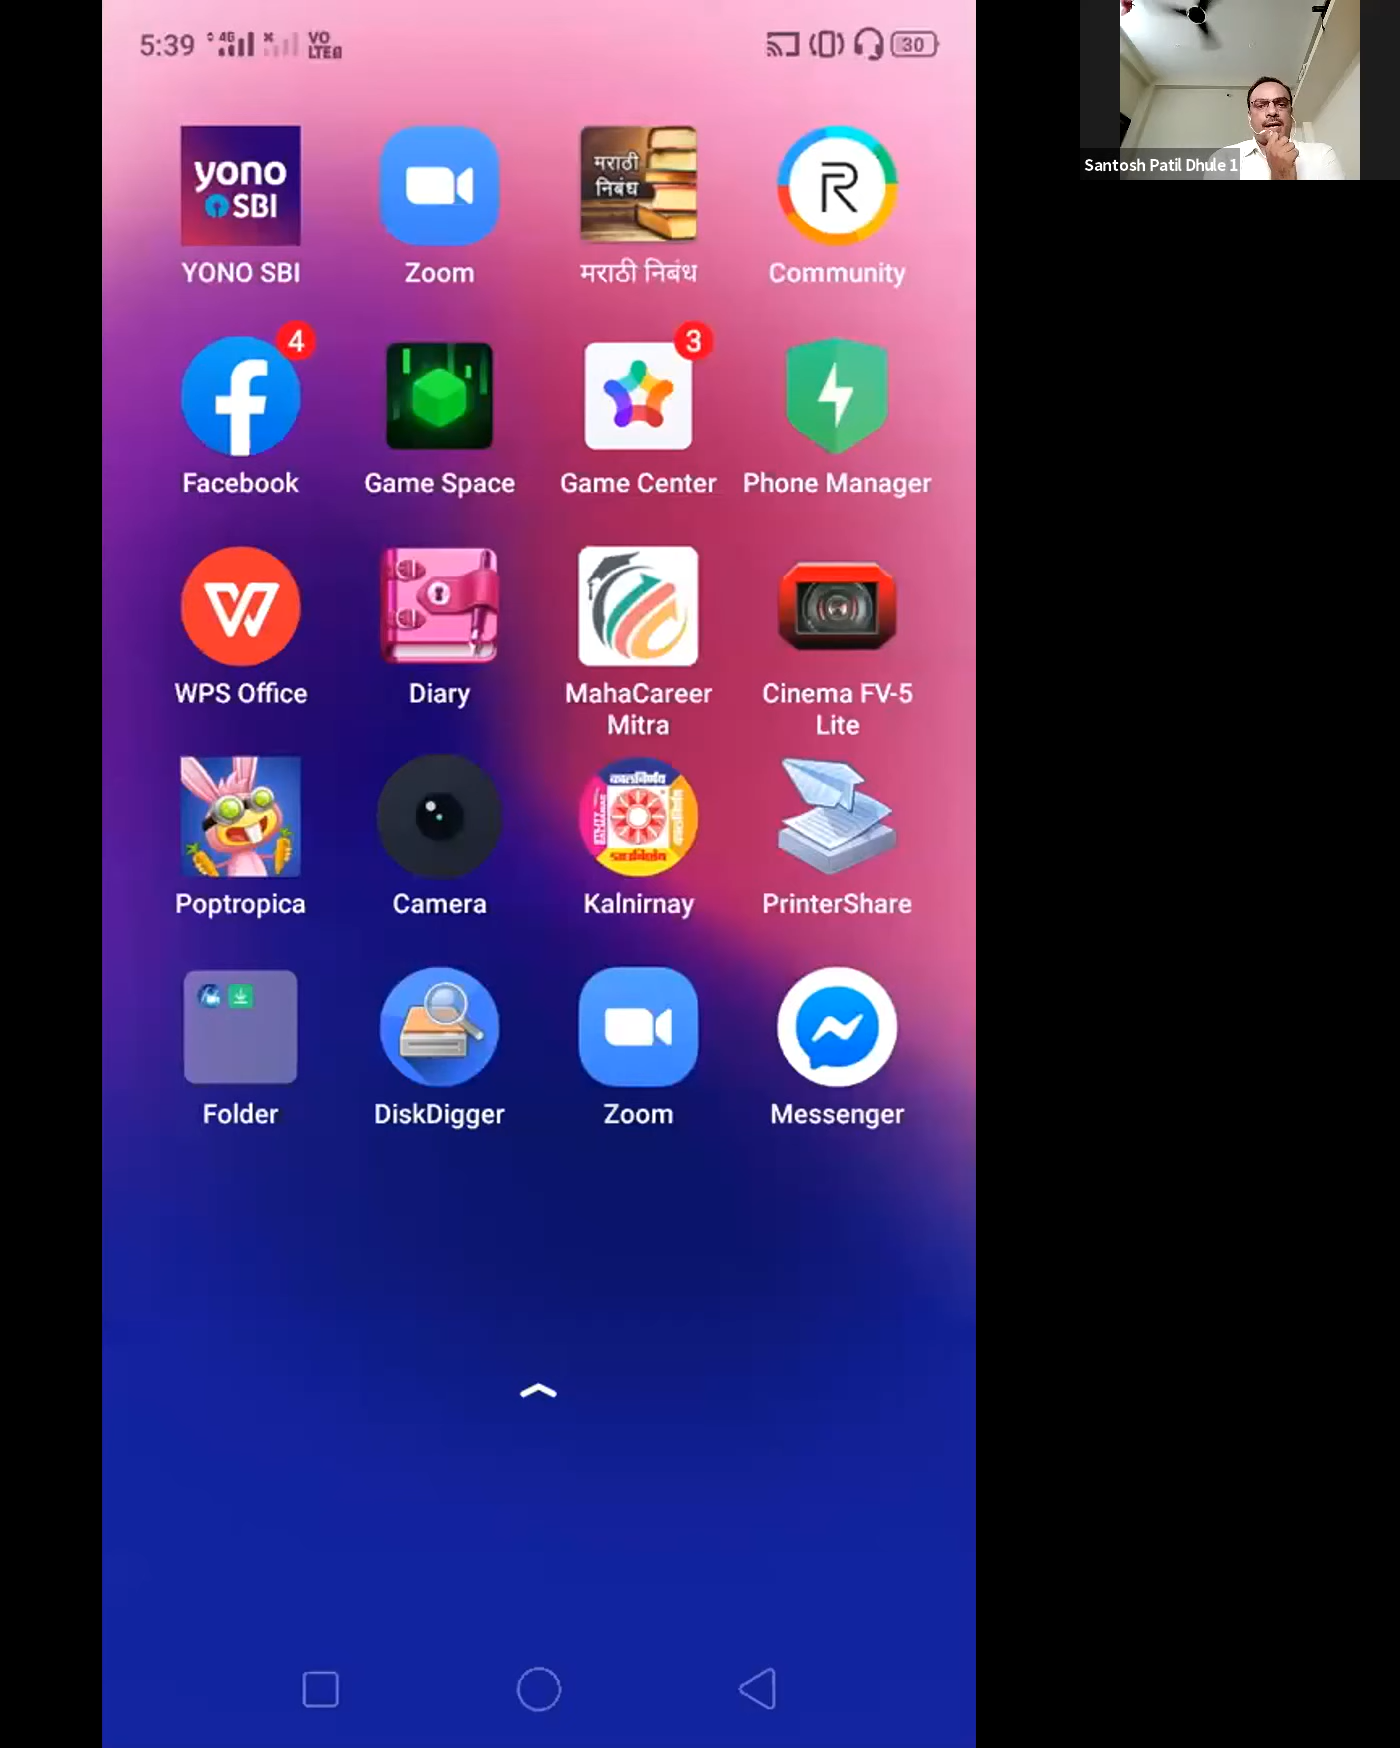 5:39
4G
VO
LTE
30
Santosh Patil Dhule 1
yono
SBI
मराठी
निबंध
YONO SBI
Zoom
मराठी निबंध
Community
4
3
Facebook
Game Space
Game Center
Phone Manager
WPS Office
Diary
MahaCareer
Mitra
Cinema FV-5
Lite
कालनिर्णय
Poptropica
Camera
Kalnirnay
PrinterShare
Folder
DiskDigger
Zoom
Messenger